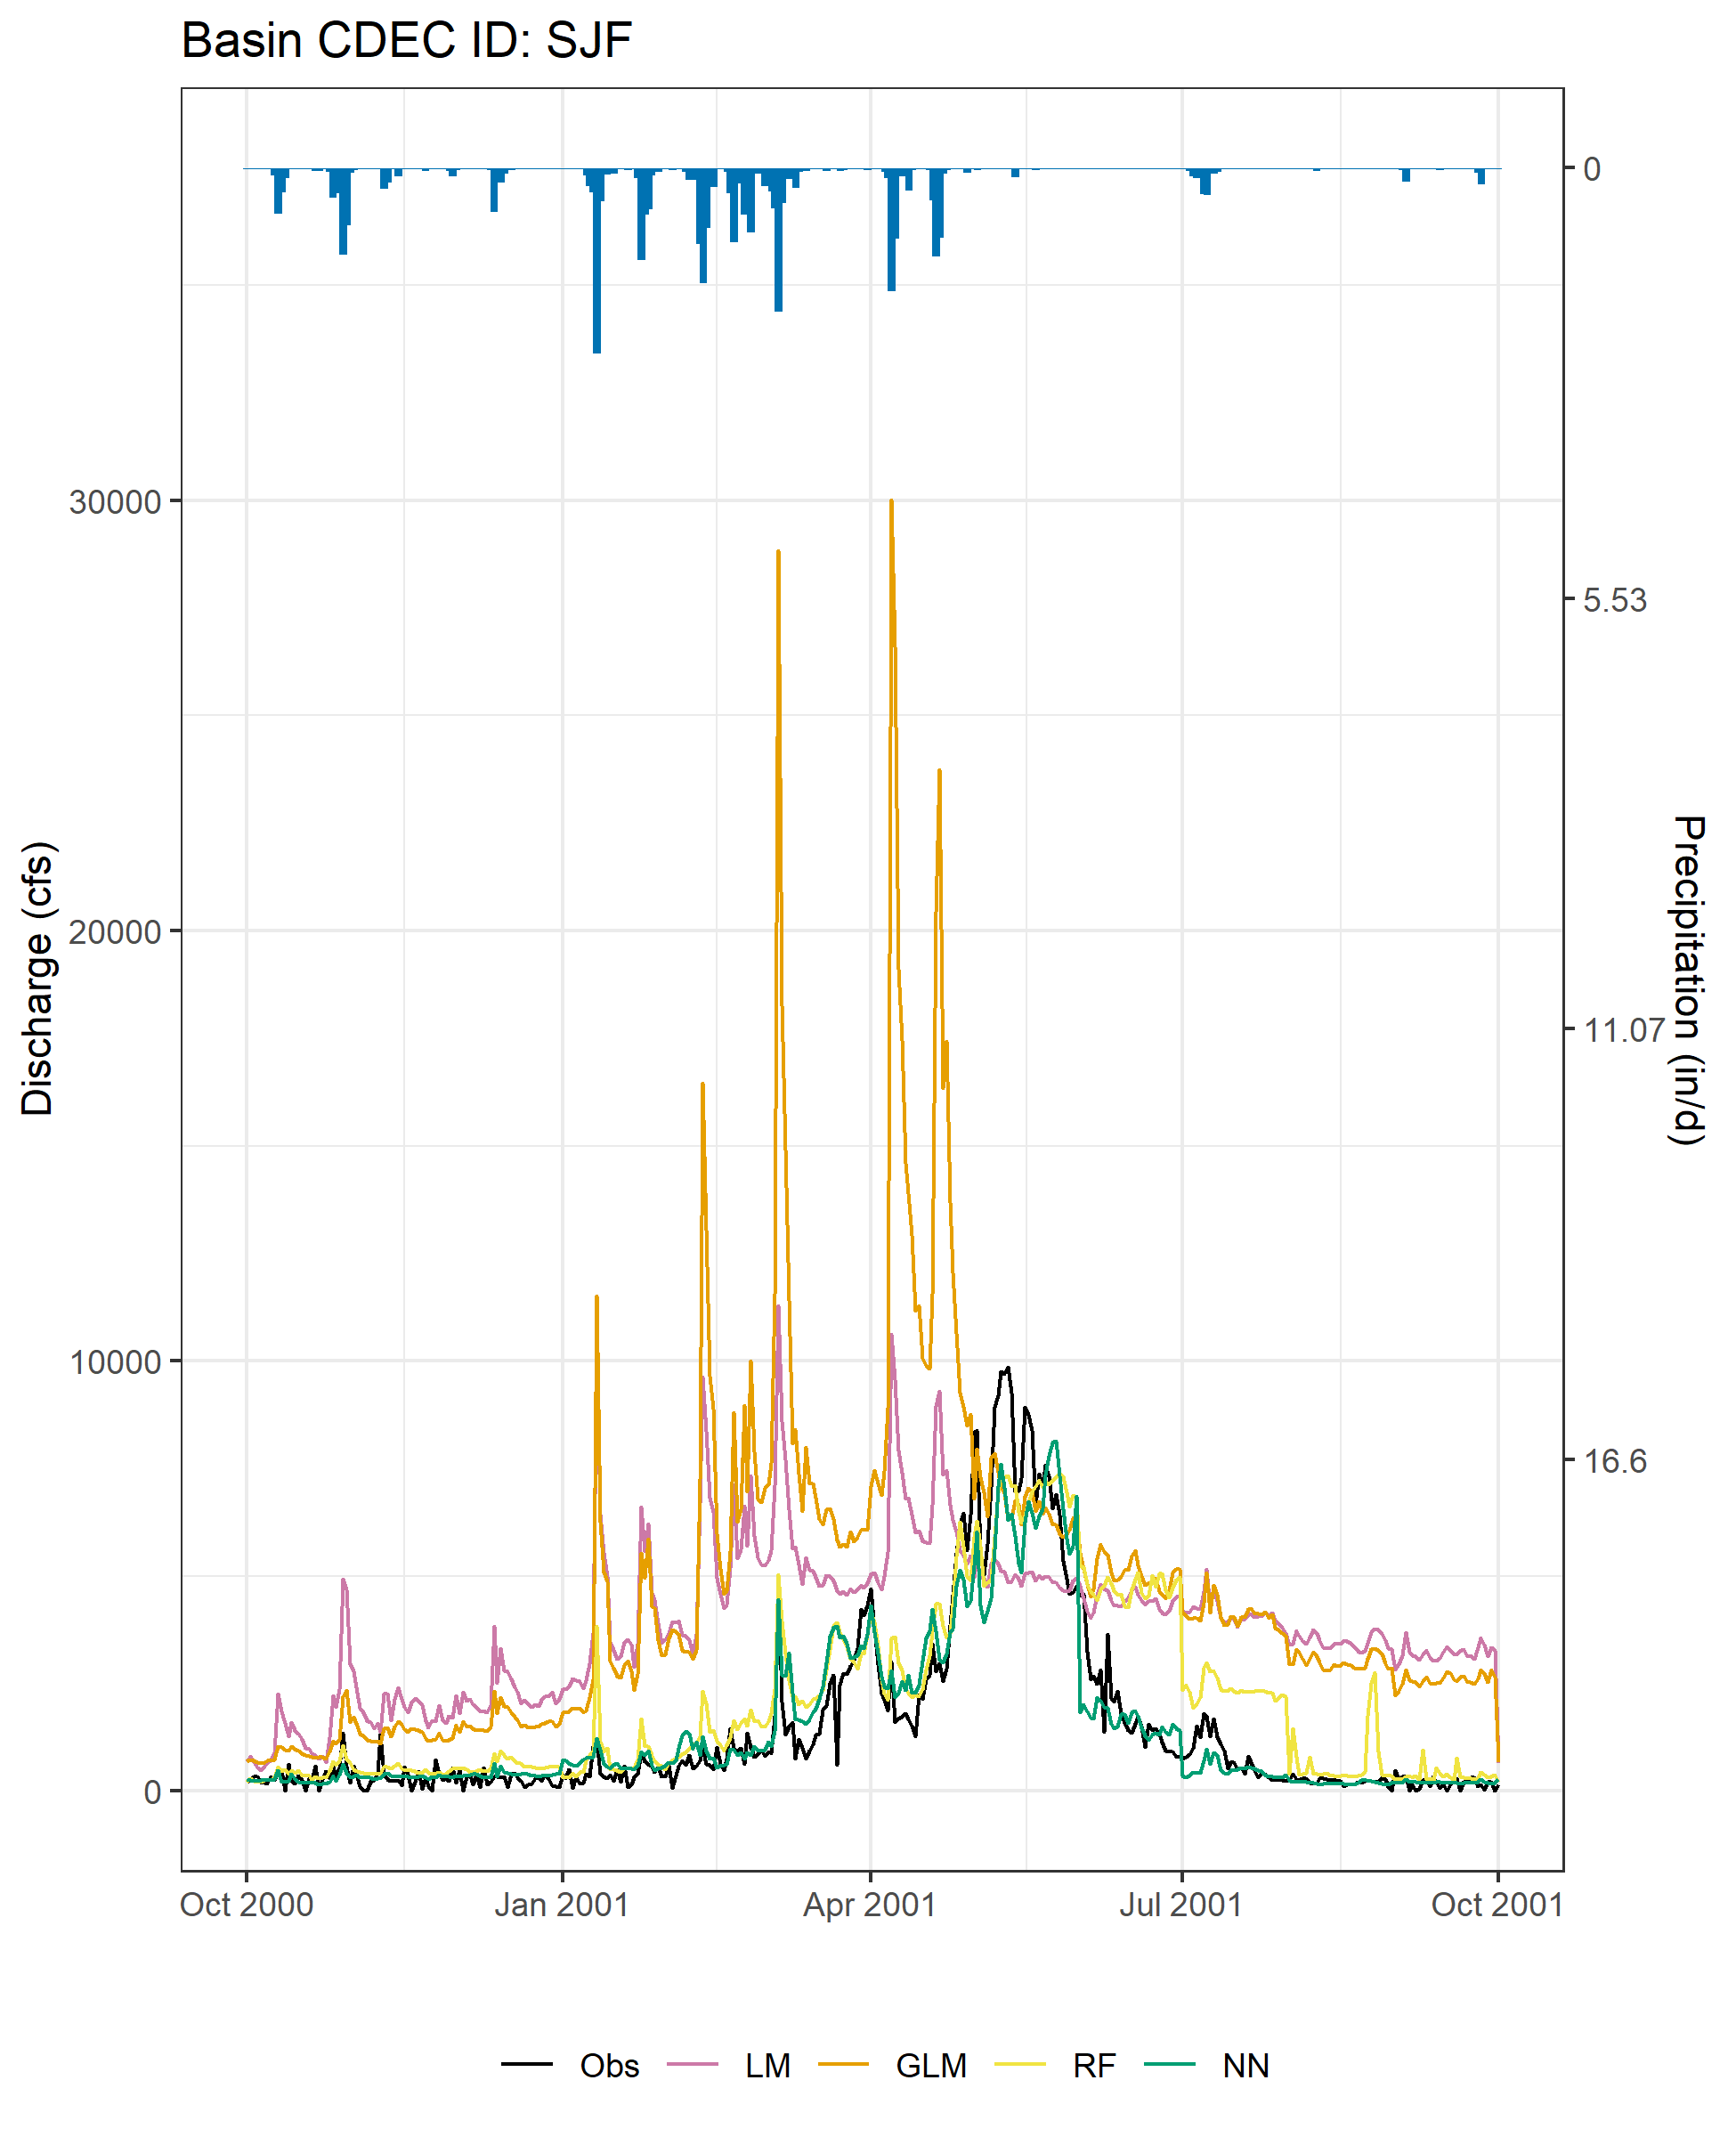 Basin CDEC ID: SJF
0
30000
5.53
20000
11.07
10000
16.6
0
Discharge (cfs)
Precipitation (in/d)
Oct 2000 Jan 2001 Apr 2001 Jul 2001 Oct 2001
Obs LM GLM RF NN